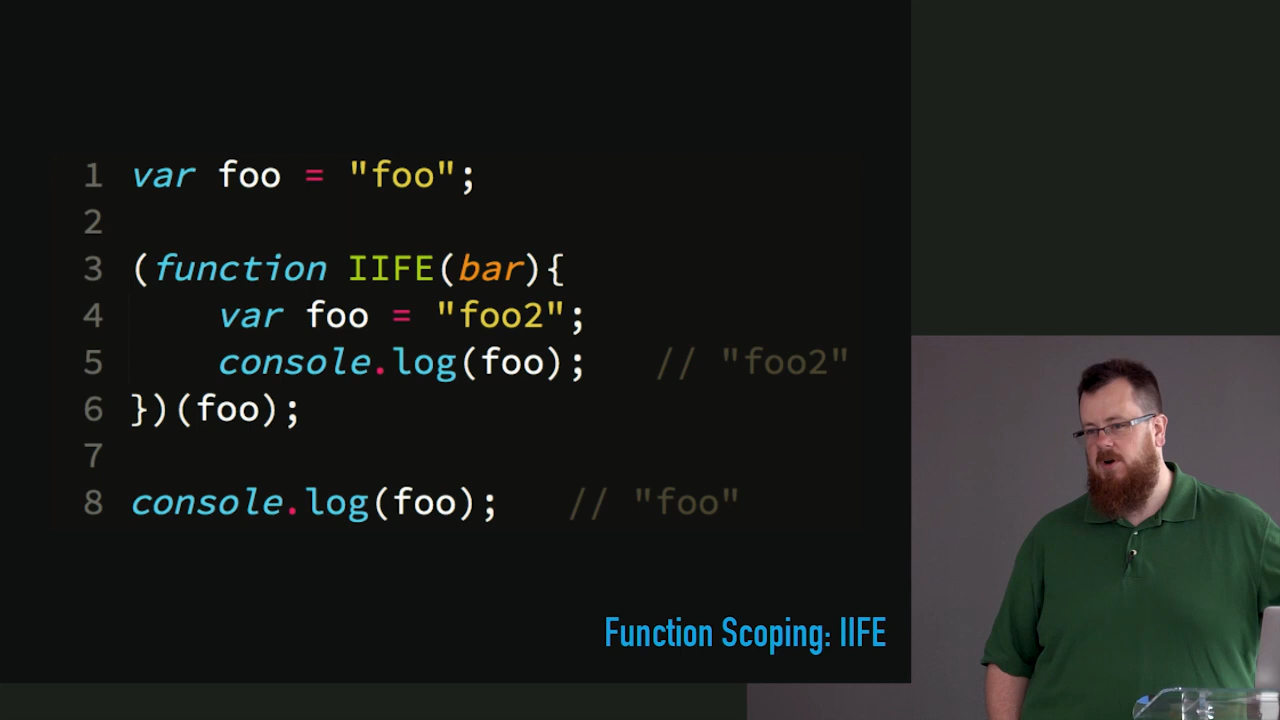 1 var foo = "foo";
2
3 (function IIFE(bar){
4     var foo = "foo2";
5     console.log(foo);   // "foo2"
6 })(foo);
7
8 console.log(foo);   // "foo"
Function Scoping: IIFE